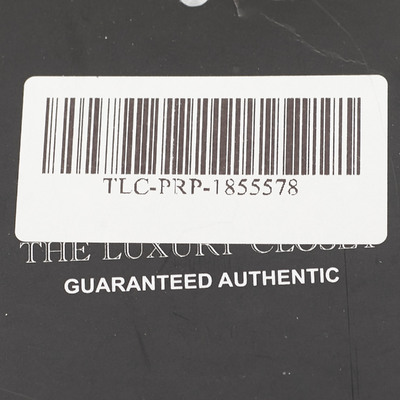 TLC-PRP-1855578
THE LUXURY CLOSET
GUARANTEED AUTHENTIC